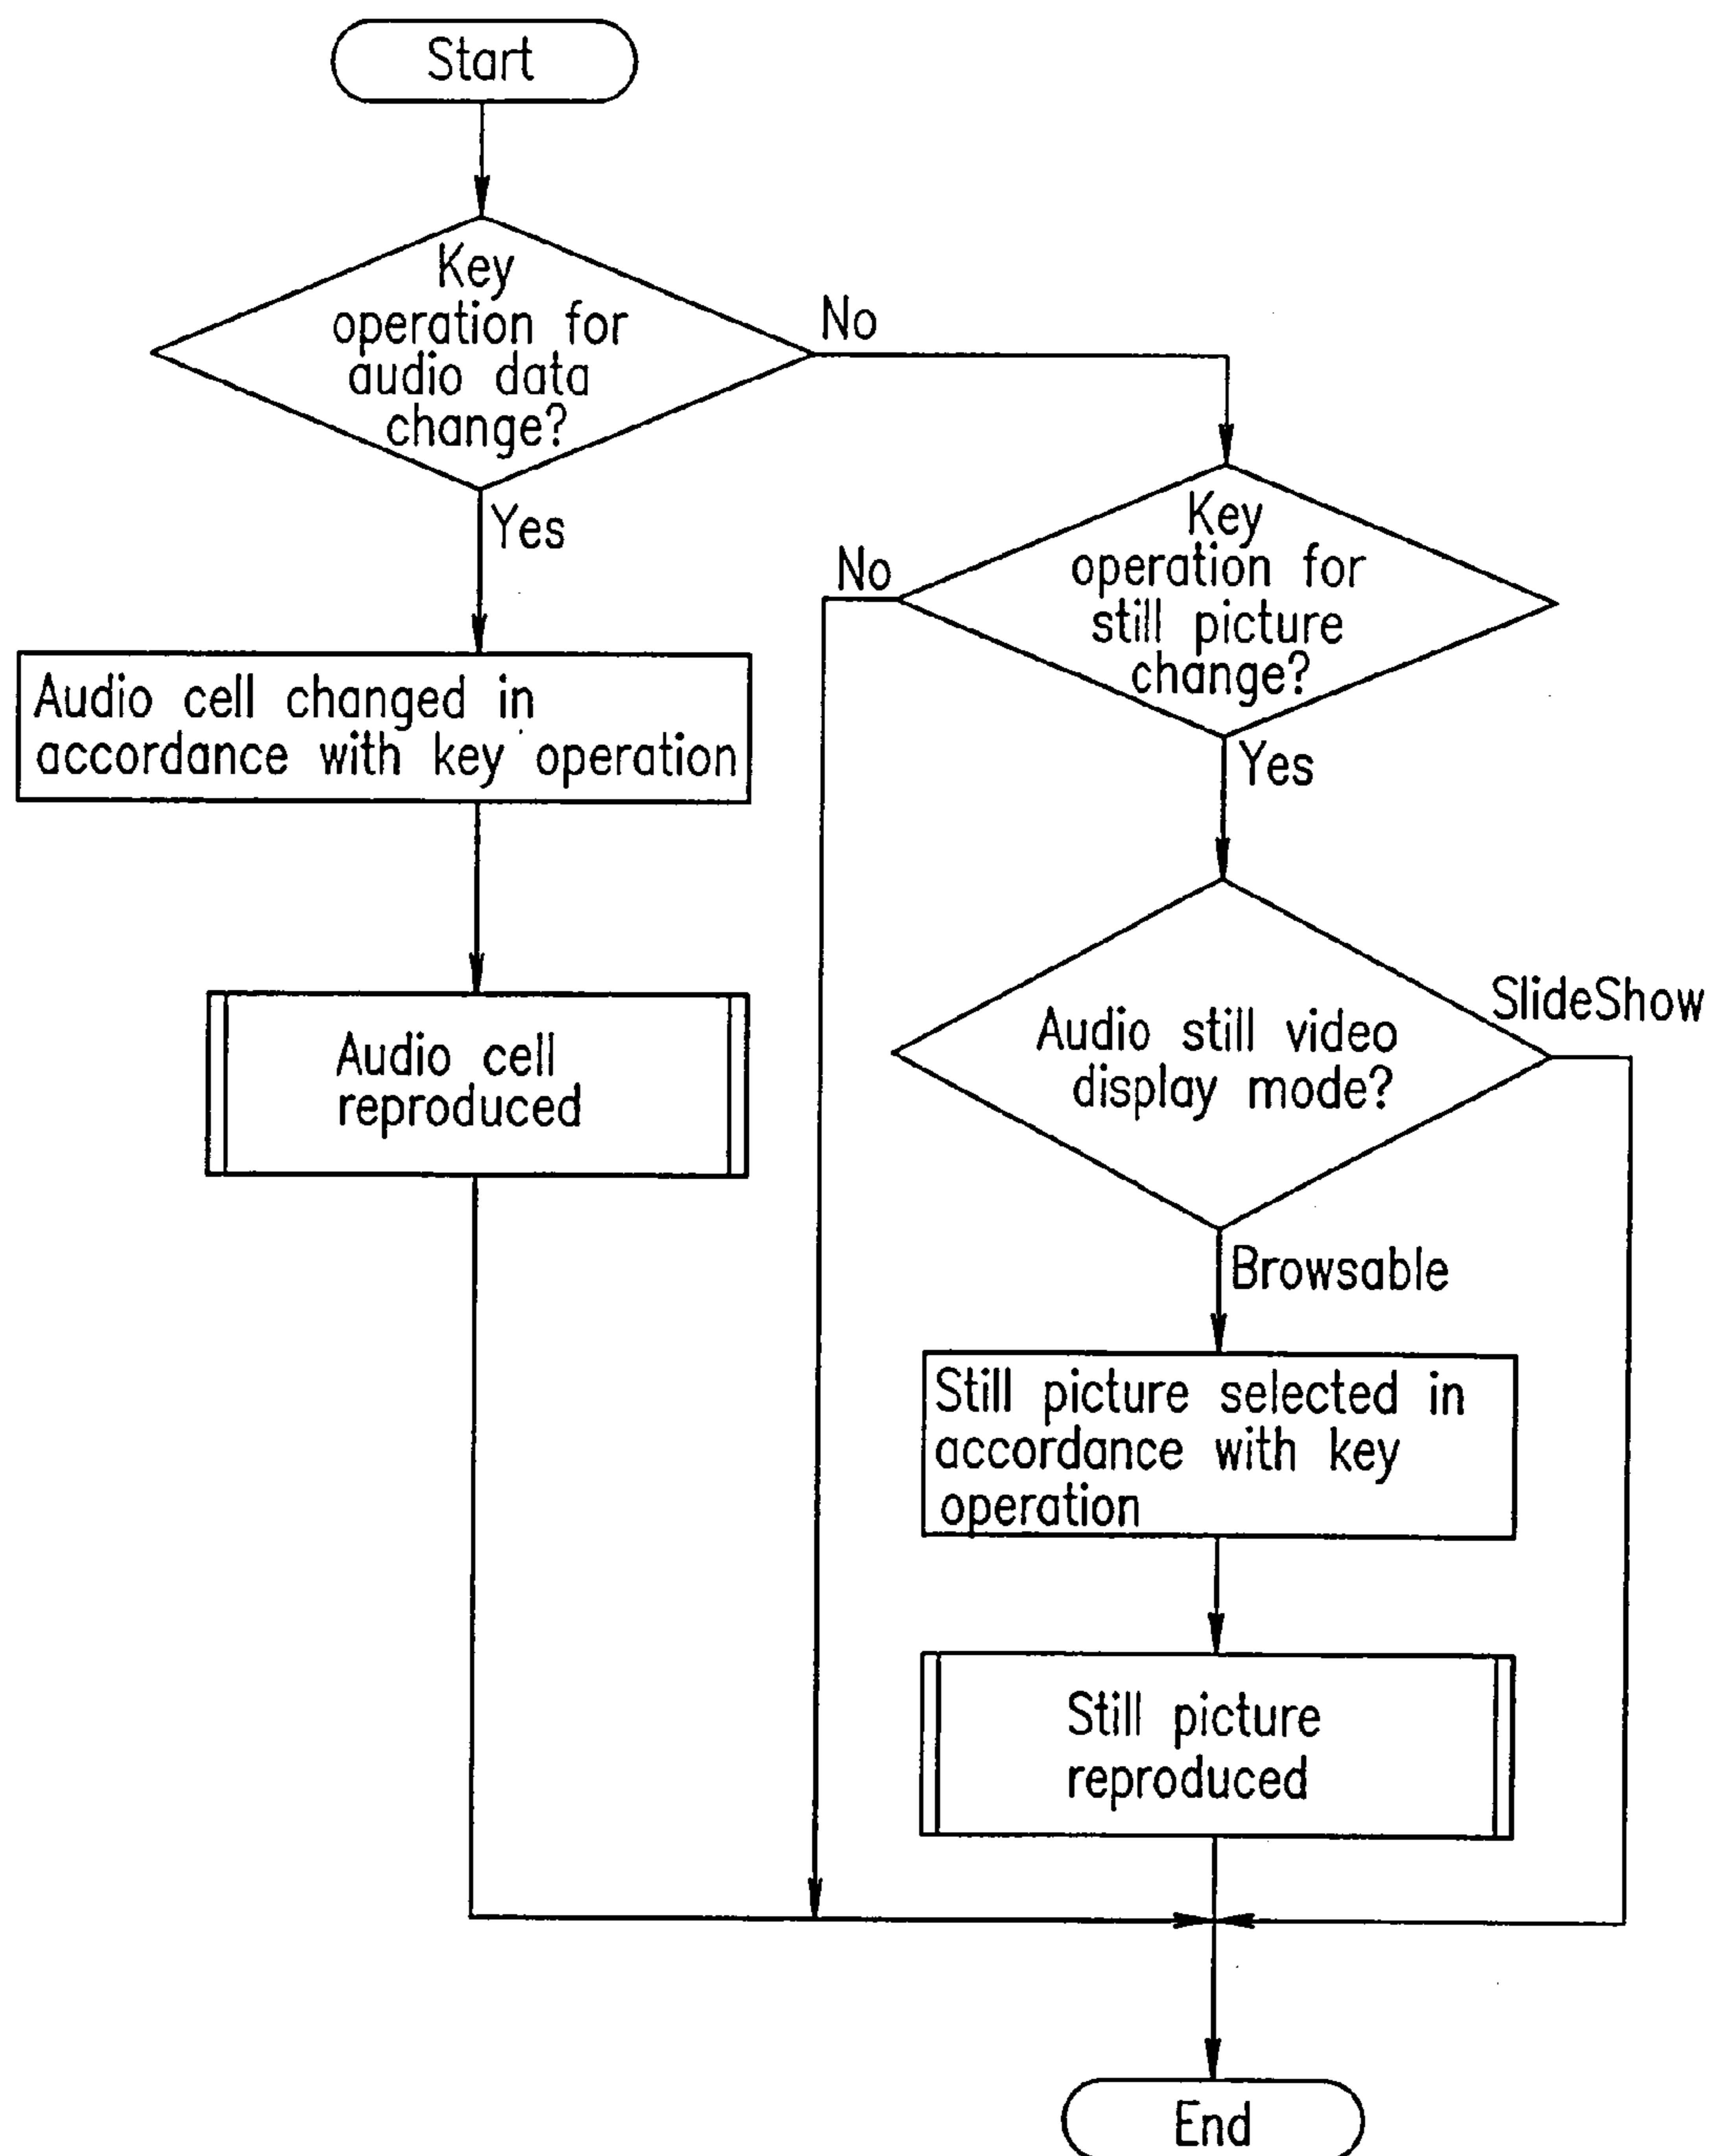 Start
Key
operation for
audio data
change?
No
Yes
Key
operation for
still picture
change?
No
Yes
Audio cell changed in
accordance with key operation
Audio cell
reproduced
Audio still video
display mode?
SlideShow
Browsable
Still picture selected in
accordance with key
operation
Still picture
reproduced
End